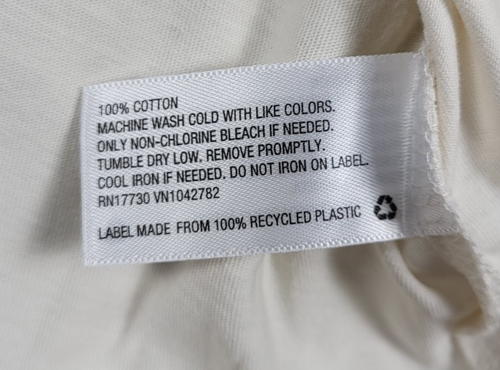 100% COTTON
MACHINE WASH COLD WITH LIKE COLORS.
ONLY NON-CHLORINE BLEACH IF NEEDED.
TUMBLE DRY LOW. REMOVE PROMPTLY.
COOL IRON IF NEEDED. DO NOT IRON ON LABEL.
RN17730 VN1042782
LABEL MADE FROM 100% RECYCLED PLASTIC